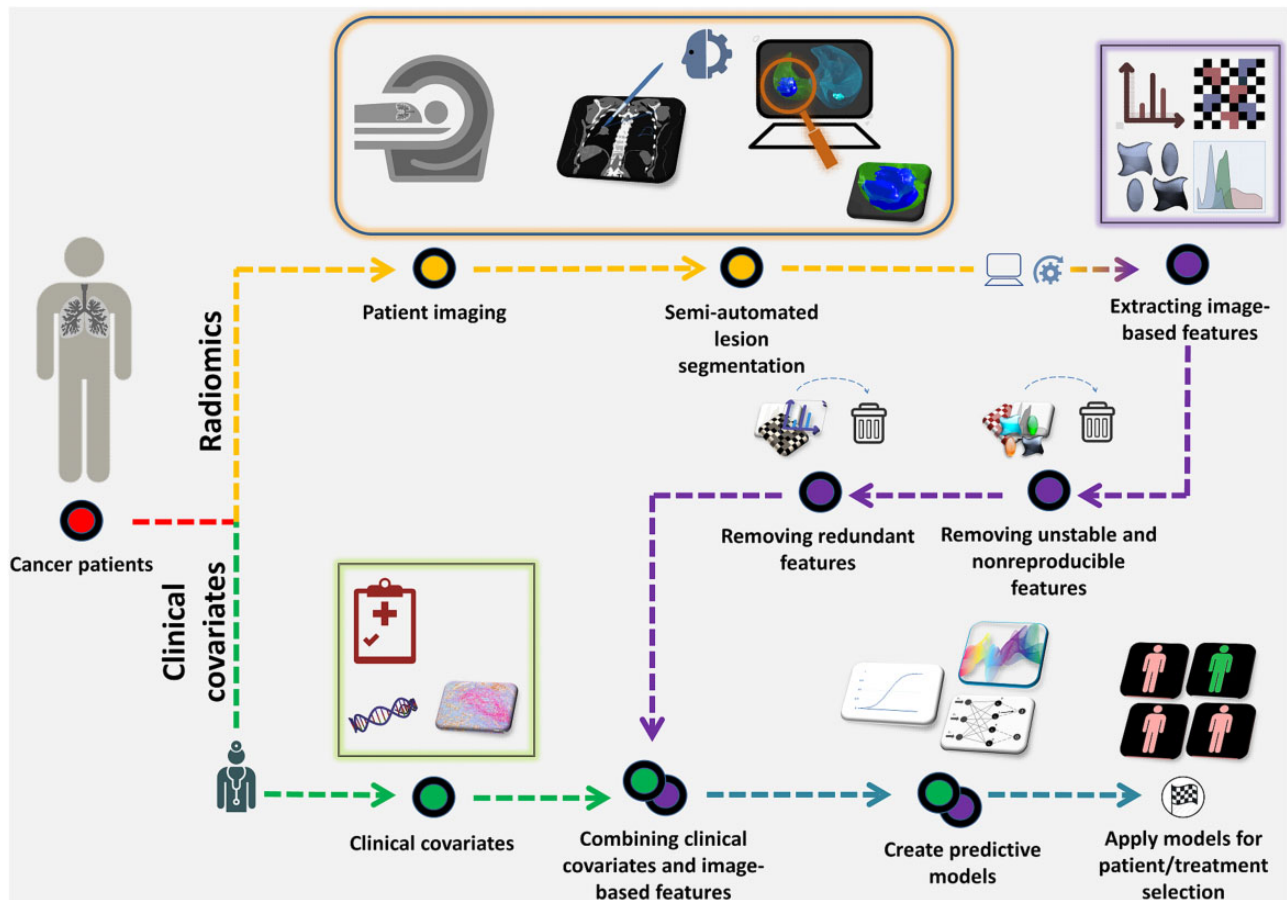 Radiomics
Clinical
covariates
Cancer patients
Patient imaging
Semi-automated
lesion
segmentation
Extracting image-
based features
Removing redundant
features
Removing unstable and
nonreproducible
features
Clinical covariates
Combining clinical
covariates and image-
based features
Create predictive
models
Apply models for
patient/treatment
selection